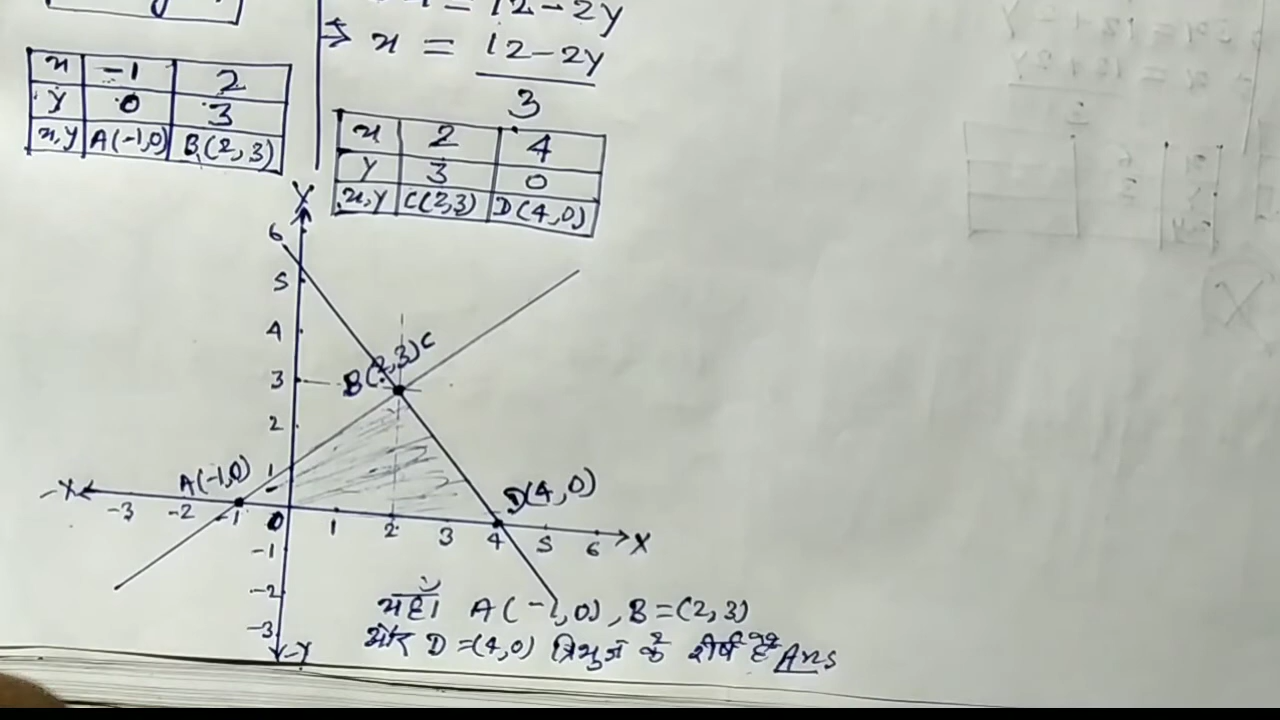 = 12-2y
⇒ x = 12-2y
3
x -1 2
y 0 3
x,y A(-1,0) B(2,3)
x 2 4
y 3 0
x,y C(2,3) D(4,0)
Y
6
5
4
3
B(2,3) C
2
1
A(-1,0)
D(4,0)
-X -3 -2 -1 0 1 2 3 4 5 6 X
-1
-2
-3
-Y
यहाँ A(-1,0), B=(2,3)
और D=(4,0) त्रिभुज के शीर्ष है Ans